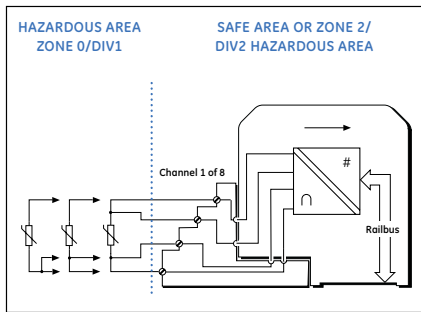 HAZARDOUS AREA
ZONE 0/DIV1
SAFE AREA OR ZONE 2/
DIV2 HAZARDOUS AREA
Channel 1 of 8
#
∩
Railbus